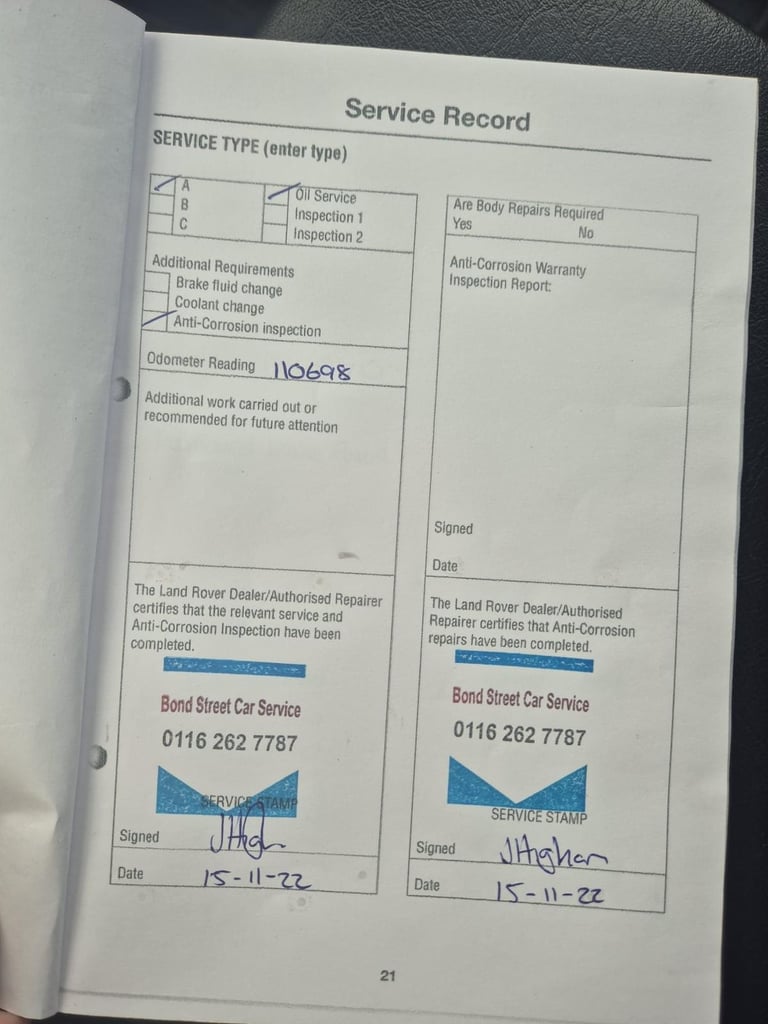 Service Record
SERVICE TYPE (enter type)
A
B
C
Oil Service
Inspection 1
Inspection 2
Additional Requirements
Brake fluid change
Coolant change
Anti-Corrosion inspection
Odometer Reading 110698
Additional work carried out or
recommended for future attention
The Land Rover Dealer/Authorised Repairer
certifies that the relevant service and
Anti-Corrosion Inspection have been
completed.
Bond Street Car Service
0116 262 7787
SERVICE STAMP
Signed
Date 15-11-22
Are Body Repairs Required
Yes No
Anti-Corrosion Warranty
Inspection Report:
Signed
Date
The Land Rover Dealer/Authorised
Repairer certifies that Anti-Corrosion
repairs have been completed.
Bond Street Car Service
0116 262 7787
SERVICE STAMP
Signed
Date 15-11-22
21